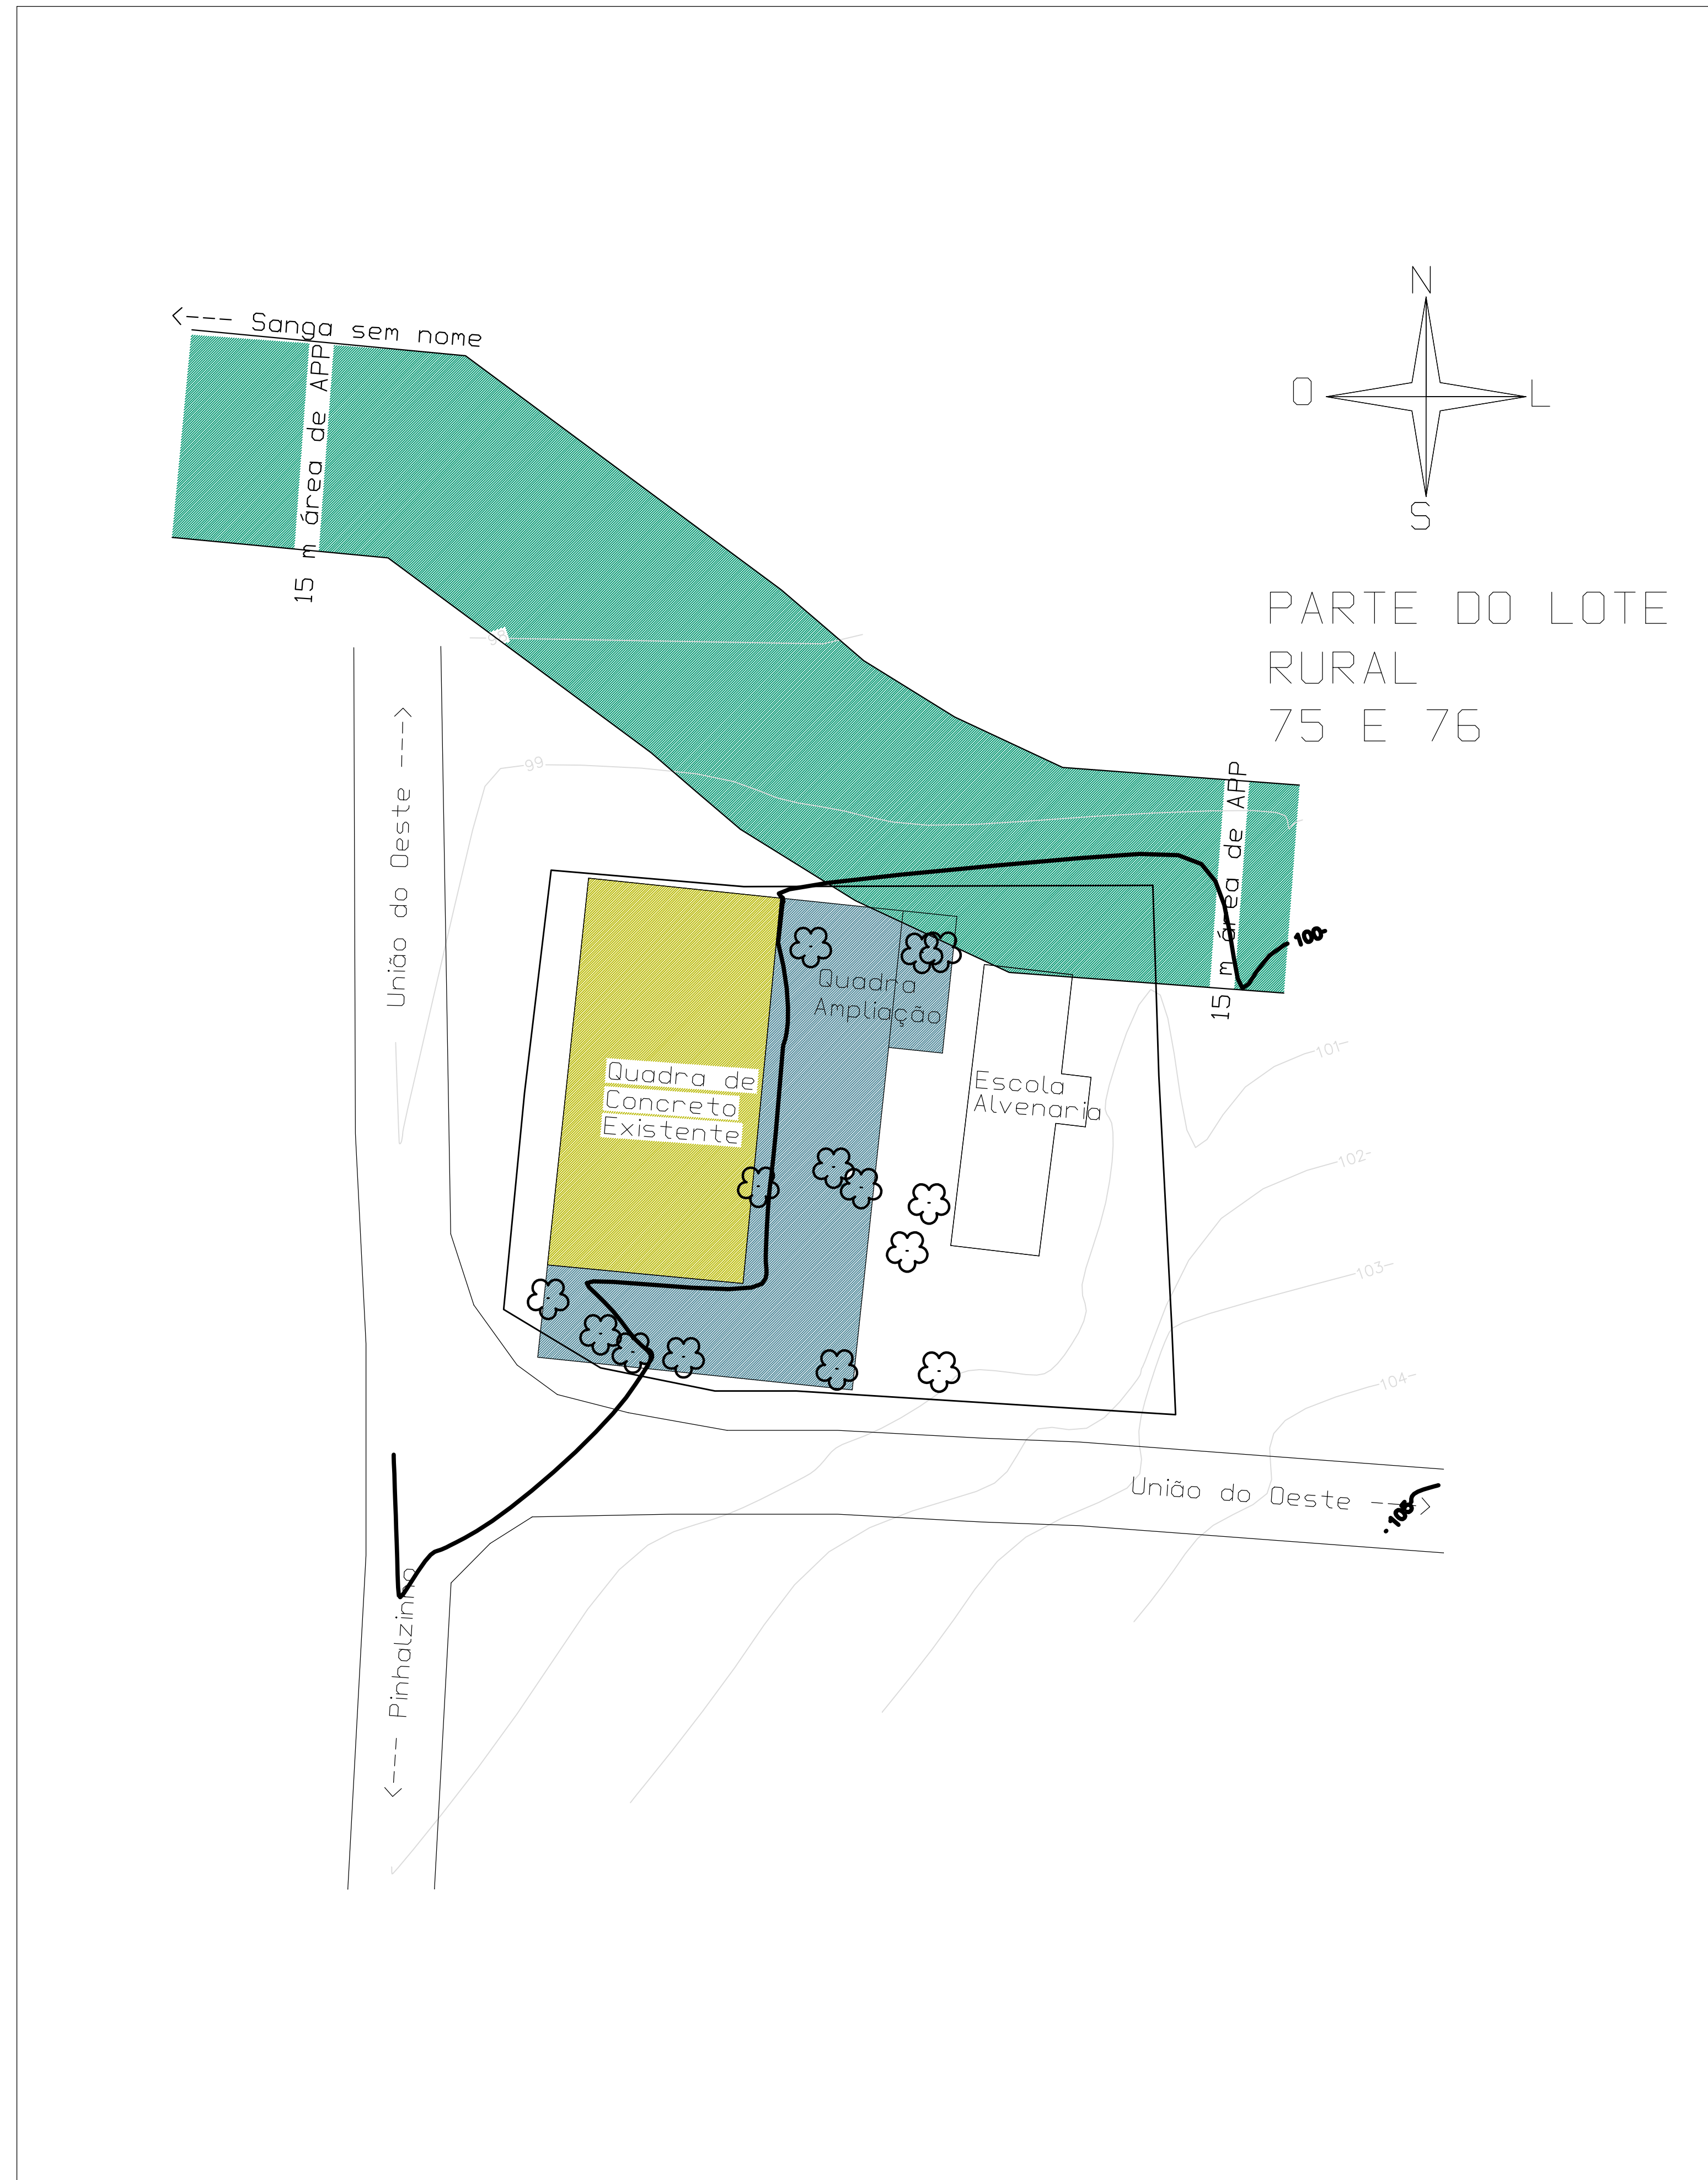 N
<--- Sanga sem nome
O
L
15 m área de APP
S
PARTE DO LOTE
RURAL
75 E 76
98
União do Oeste --->
99
15 m área de APP
100
Quadra
Ampliação
101
Quadra de
Concreto
Existente
Escola
Alvenaria
102
103
104
União do Oeste --->
105
<--- Pinhalzinho